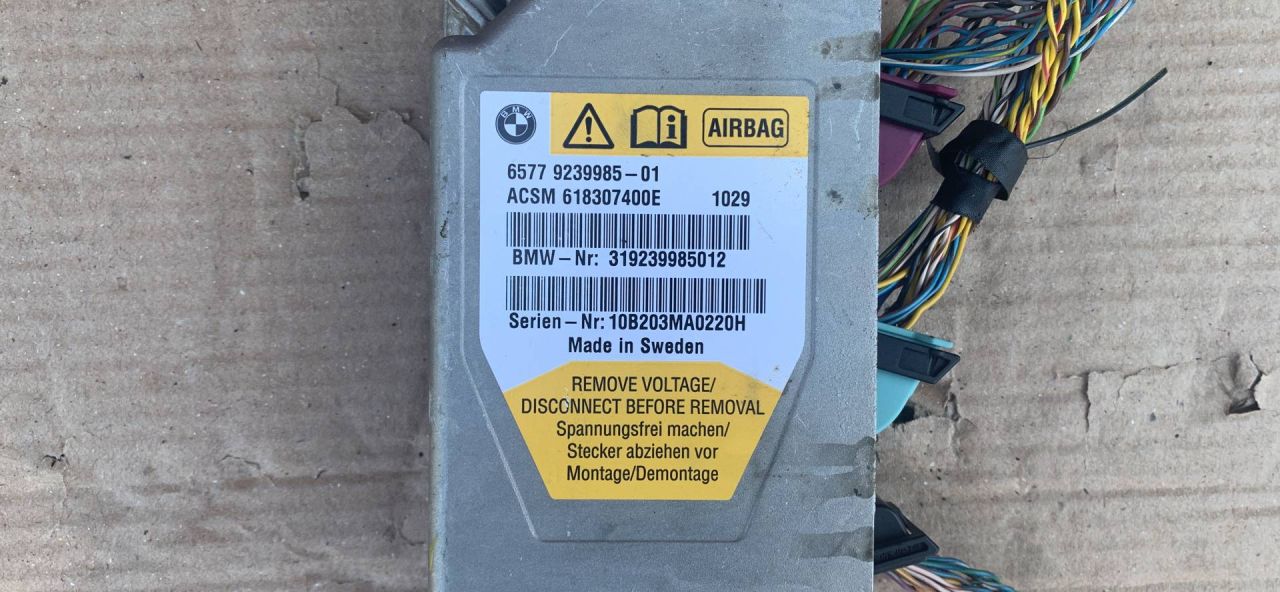 BMW
AIRBAG
6577 9239985-01
ACSM 618307400E 1029
BMW-Nr: 319239985012
Serien-Nr: 10B203MA0220H
Made in Sweden
REMOVE VOLTAGE/
DISCONNECT BEFORE REMOVAL
Spannungsfrei machen/
Stecker abziehen vor
Montage/Demontage